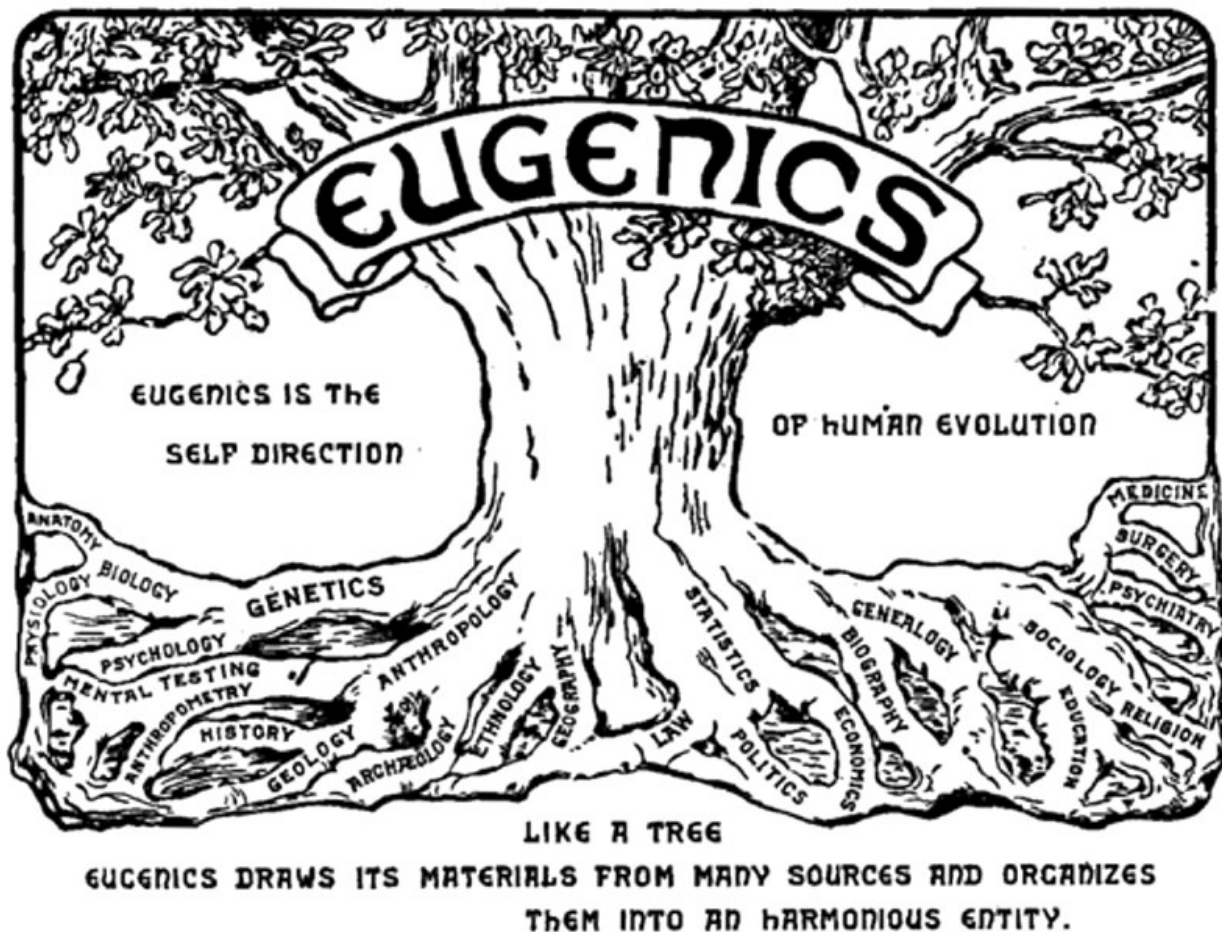 EUGENICS
EUGENICS IS THE
SELF DIRECTION
OF HUMAN EVOLUTION
ANATOMY
BIOLOGY
PHYSIOLOGY
GENETICS
PSYCHOLOGY
MENTAL TESTING
ANTHROPOMETRY
HISTORY
GEOLOGY
ANTHROPOLOGY
ARCHÆOLOGY
ETHNOLOGY
GEOGRAPHY
LAW
STATISTICS
POLITICS
ECONOMICS
BIOGRAPHY
GENEALOGY
SOCIOLOGY
EDUCATION
RELIGION
PSYCHIATRY
SURGERY
MEDICINE
LIKE A TREE
EUGENICS DRAWS ITS MATERIALS FROM MANY SOURCES AND ORGANIZES
THEM INTO AN HARMONIOUS ENTITY.